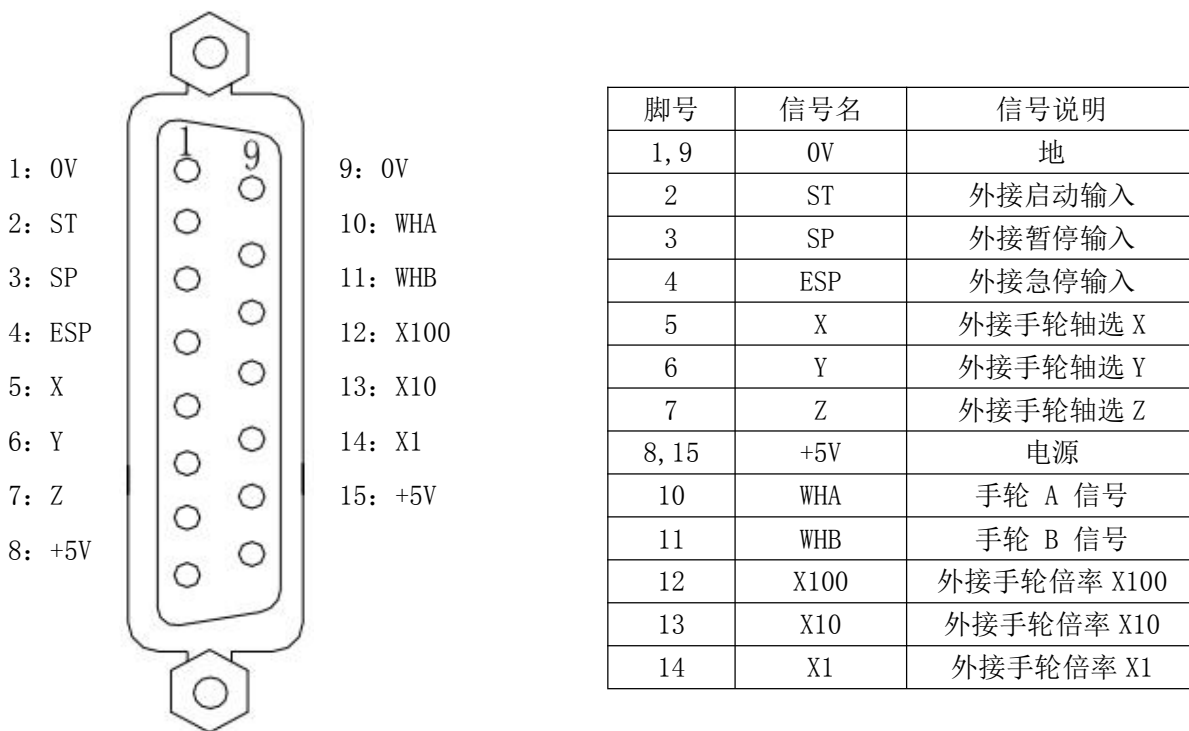 1
9
1: 0V
2: ST
3: SP
4: ESP
5: X
6: Y
7: Z
8: +5V
9: 0V
10: WHA
11: WHB
12: X100
13: X10
14: X1
15: +5V
脚号 信号名 信号说明
1,9 0V 地
2 ST 外接启动输入
3 SP 外接暂停输入
4 ESP 外接急停输入
5 X 外接手轮轴选 X
6 Y 外接手轮轴选 Y
7 Z 外接手轮轴选 Z
8,15 +5V 电源
10 WHA 手轮 A 信号
11 WHB 手轮 B 信号
12 X100 外接手轮倍率 X100
13 X10 外接手轮倍率 X10
14 X1 外接手轮倍率 X1